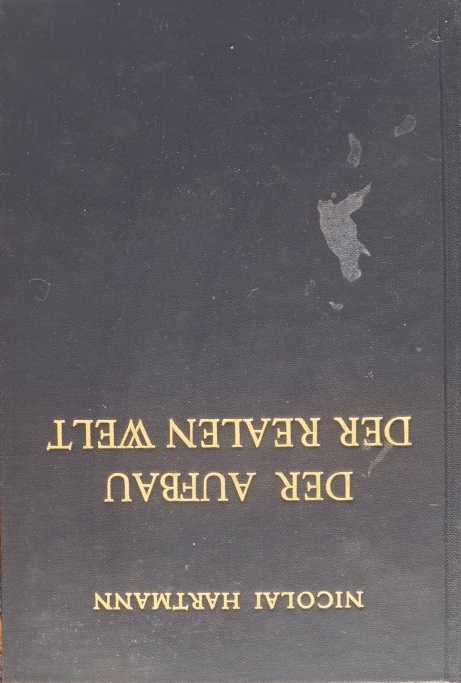 NICOLAI HARTMANN
DER AUFBAU
DER REALEN WELT